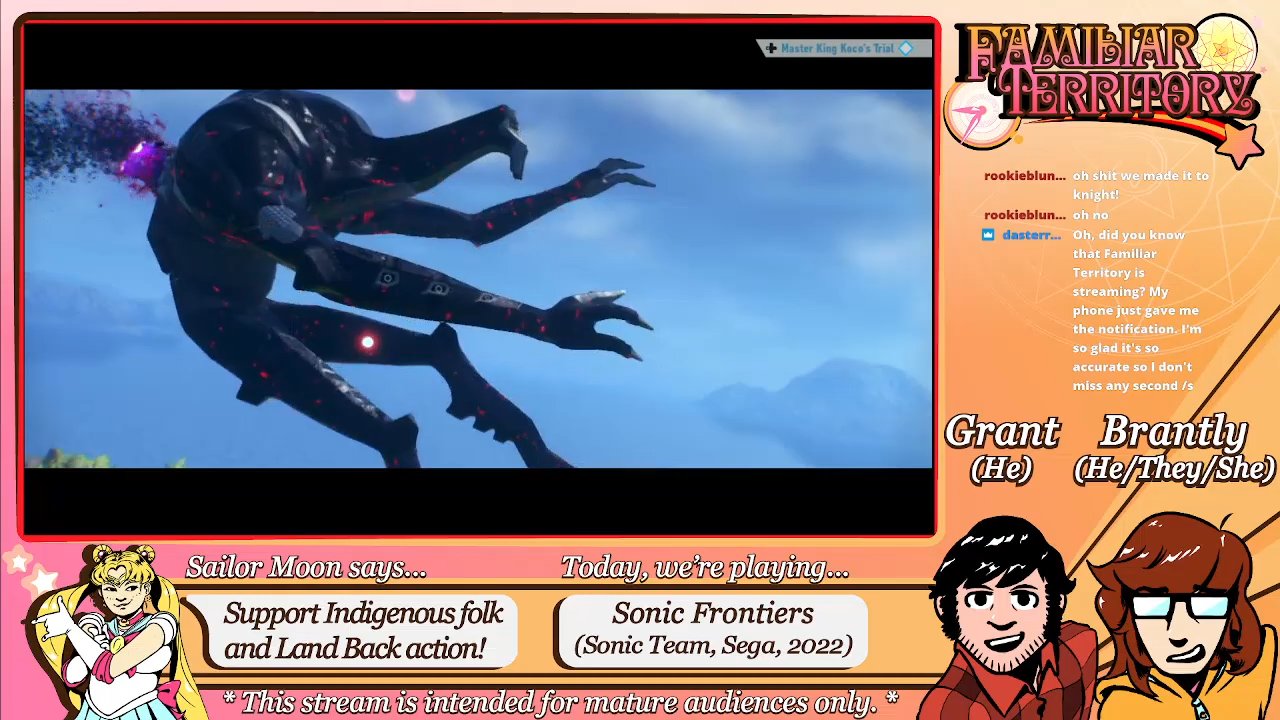 Master King Koco's Trial
FAMILIAR
TERRITORY
rookieblun... oh shit we made it to
knight!
rookieblun... oh no
dasterr... Oh, did you know
that Familiar
Territory is
streaming? My
phone just gave me
the notification. I'm
so glad it's so
accurate so I don't
miss any second /s
Grant
(He)
Brantly
(He/They/She)
Sailor Moon says...
Support Indigenous folk
and Land Back action!
Today, we're playing...
Sonic Frontiers
(Sonic Team, Sega, 2022)
* This stream is intended for mature audiences only. *